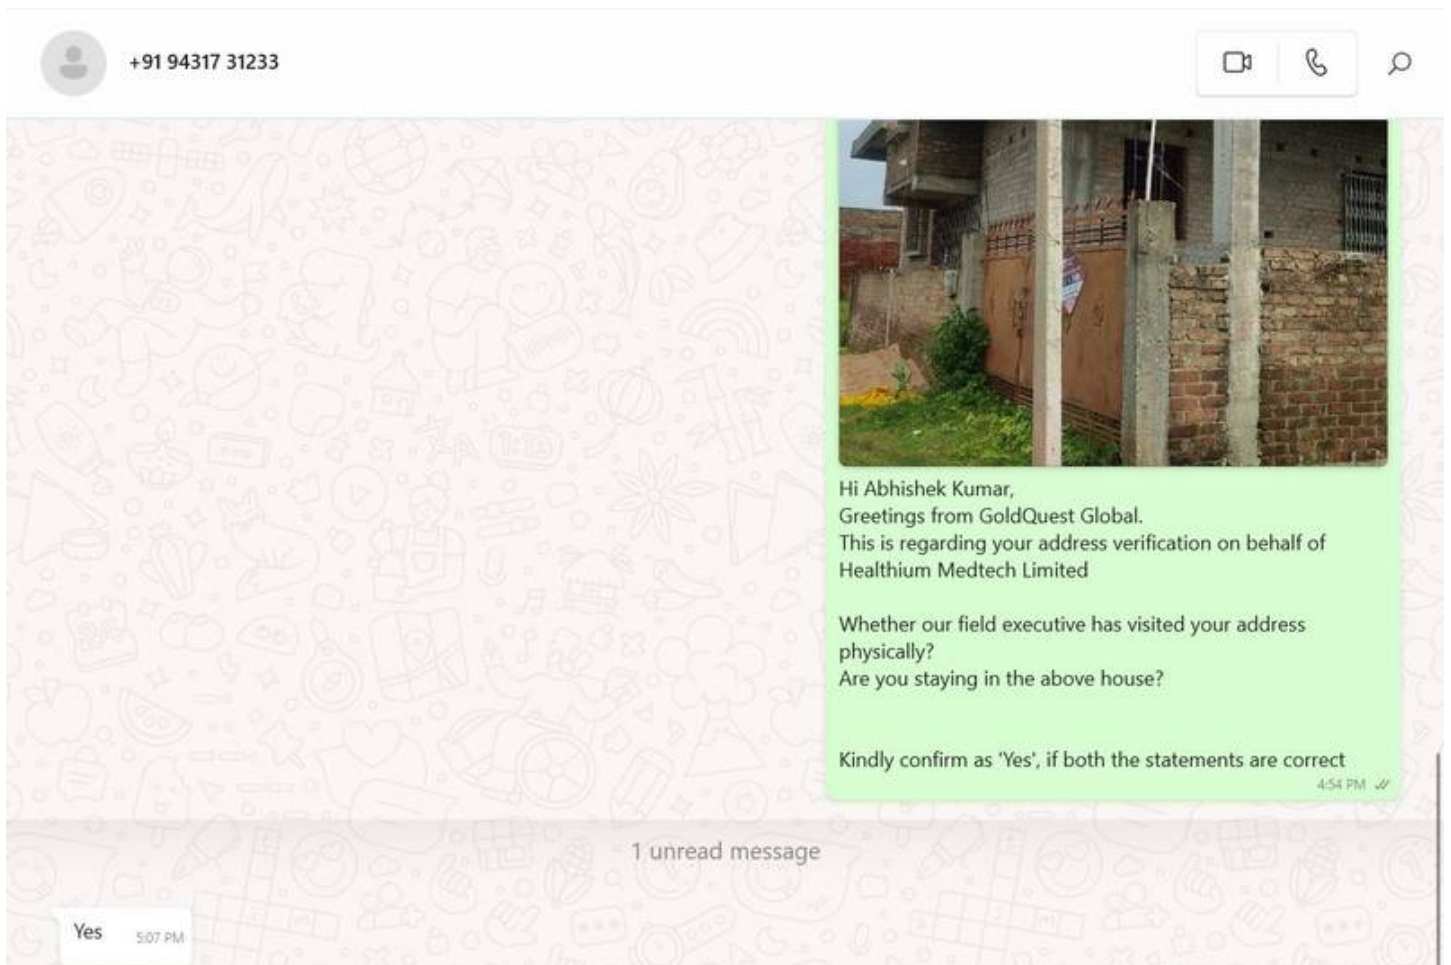 +91 94317 31233
Hi Abhishek Kumar,
Greetings from GoldQuest Global.
This is regarding your address verification on behalf of
Healthium Medtech Limited
Whether our field executive has visited your address
physically?
Are you staying in the above house?
Kindly confirm as 'Yes', if both the statements are correct
4:54 PM
1 unread message
Yes
5:07 PM